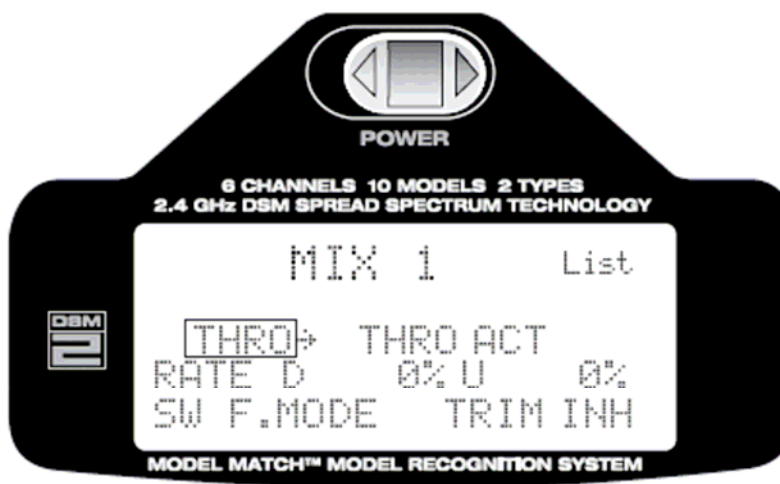 POWER
6 CHANNELS 10 MODELS 2 TYPES
2.4 GHz DSM SPREAD SPECTRUM TECHNOLOGY
MIX 1 List
DSM
2
THRO→ THRO ACT
RATE D 0% U 0%
SW F.MODE TRIM INH
MODEL MATCH™ MODEL RECOGNITION SYSTEM